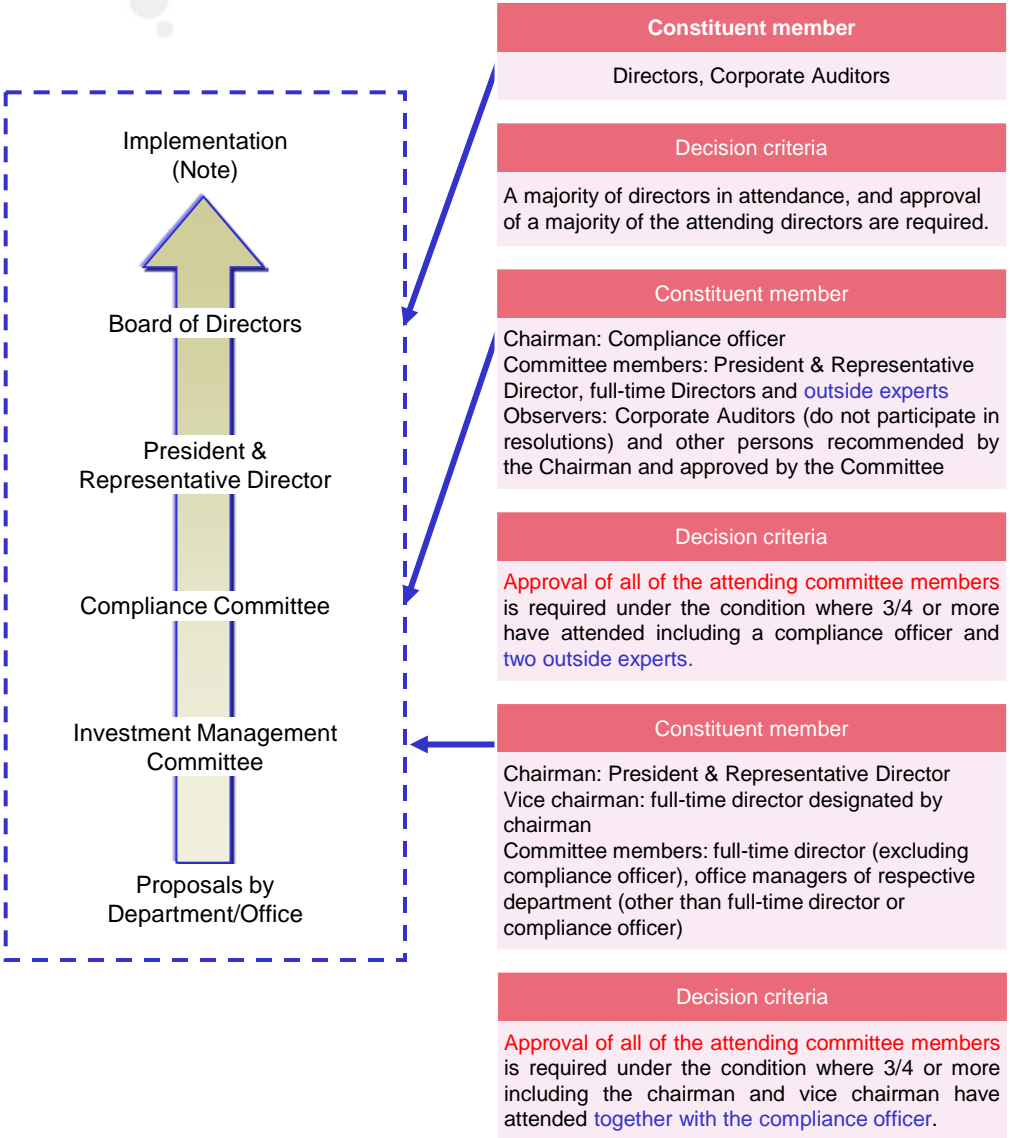 Implementation
(Note)
Board of Directors
President &
Representative Director
Compliance Committee
Investment Management
Committee
Proposals by
Department/Office
Constituent member
Directors, Corporate Auditors
Decision criteria
A majority of directors in attendance, and approval
of a majority of the attending directors are required.
Constituent member
Chairman: Compliance officer
Committee members: President & Representative
Director, full-time Directors and outside experts
Observers: Corporate Auditors (do not participate in
resolutions) and other persons recommended by
the Chairman and approved by the Committee
Decision criteria
Approval of all of the attending committee members
is required under the condition where 3/4 or more
have attended including a compliance officer and
two outside experts.
Constituent member
Chairman: President & Representative Director
Vice chairman: full-time director designated by
chairman
Committee members: full-time director (excluding
compliance officer), office managers of respective
department (other than full-time director or
compliance officer)
Decision criteria
Approval of all of the attending committee members
is required under the condition where 3/4 or more
including the chairman and vice chairman have
attended together with the compliance officer.